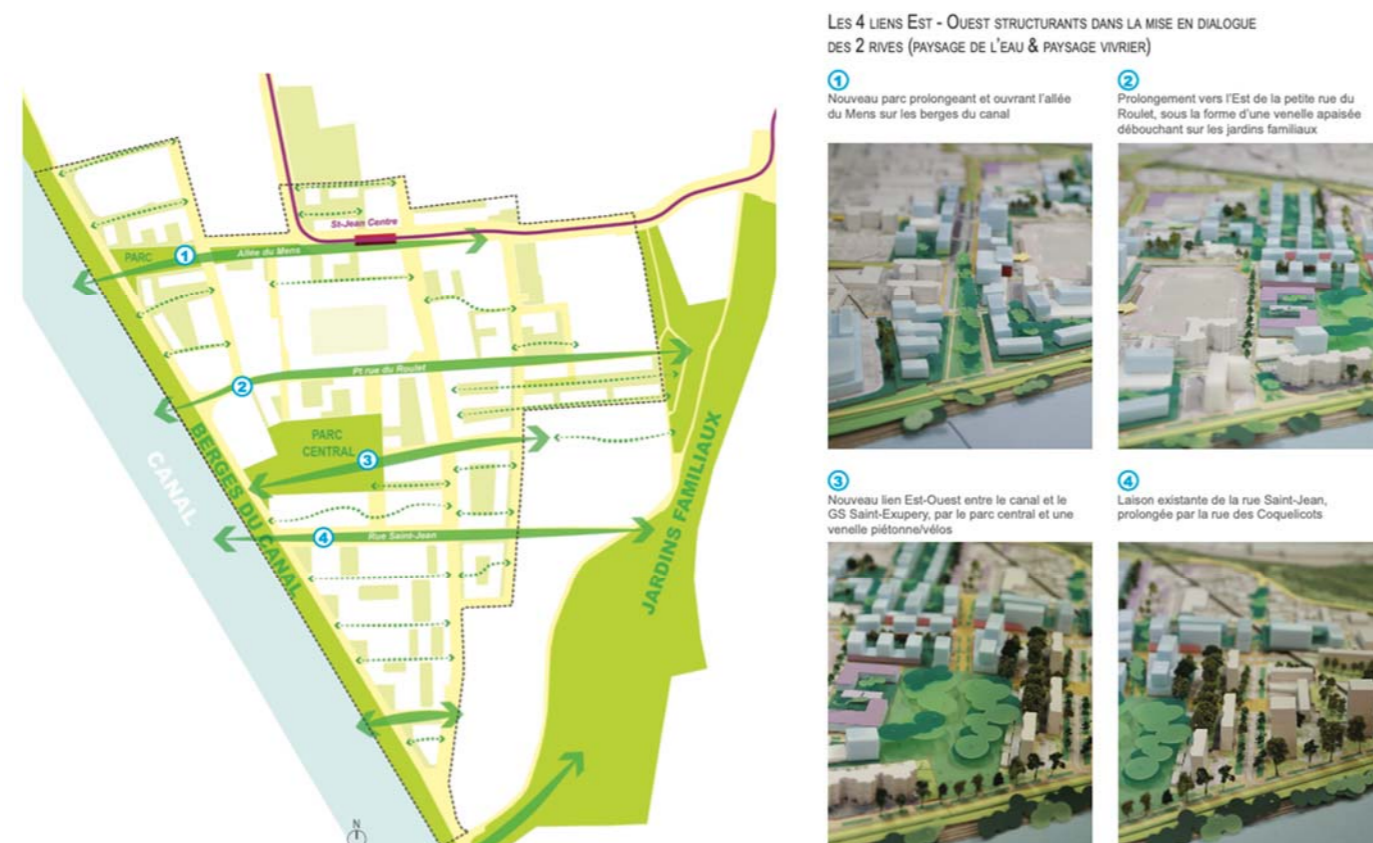 LES 4 LIENS EST - OUEST STRUCTURANTS DANS LA MISE EN DIALOGUE
DES 2 RIVES (PAYSAGE DE L'EAU & PAYSAGE VIVRIER)
1
Nouveau parc prolongeant et ouvrant l'allée
du Mens sur les berges du canal
2
Prolongement vers l'Est de la petite rue du
Roulet, sous la forme d'une venelle apaisée
débouchant sur les jardins familiaux
3
Nouveau lien Est-Ouest entre le canal et le
GS Saint-Exupery, par le parc central et une
venelle piétonne/vélos
4
Laison existante de la rue Saint-Jean,
prolongée par la rue des Coquelicots
St-Jean Centre
PARC
1
Allée du Mens
2
Pt rue du Roulet
PARC
CENTRAL
3
CANAL
BERGES DU CANAL
4
Rue Saint-Jean
JARDINS FAMILIAUX
N